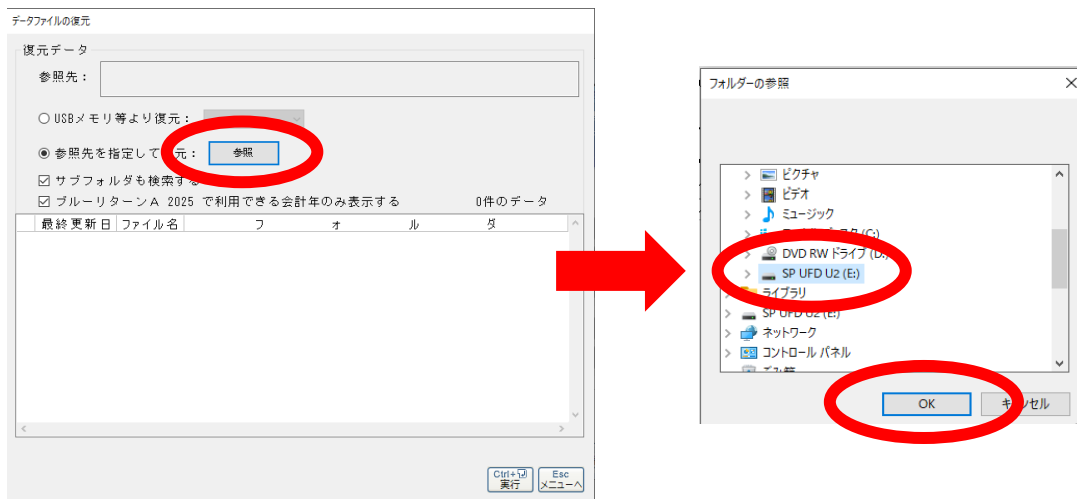 データファイルの復元
復元データ
参照先：
USBメモリ等より復元：
参照先を指定して 元： 参照
サブフォルダも検索する
ブルーリターンA 2025 で利用できる会計年のみ表示する 0件のデータ
最終更新日 ファイル名 フ ォ ル ダ
Ctrl+ 実行
Esc メニューへ
フォルダーの参照
ピクチャ
ビデオ
ミュージック
(C:)
DVD RW ドライブ (D:)
SP UFD U2 (E:)
ライブラリ
SP UFD U2 (E:)
ネットワーク
コントロール パネル
OK